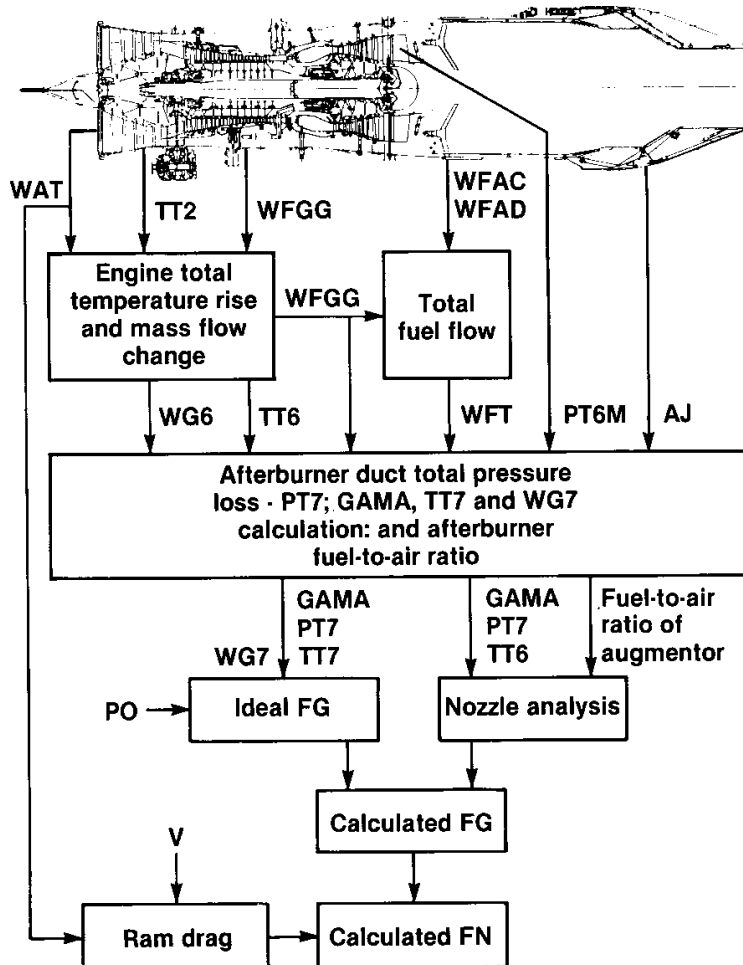 WAT
TT2
WFGG
WFAC
WFAD
Engine total
temperature rise
and mass flow
change
WFGG
Total
fuel flow
WG6
TT6
WFT
PT6M
AJ
Afterburner duct total pressure
loss - PT7; GAMA, TT7 and WG7
calculation: and afterburner
fuel-to-air ratio
GAMA
PT7
WG7 TT7
GAMA
PT7
TT6
Fuel-to-air
ratio of
augmentor
PO
Ideal FG
Nozzle analysis
Calculated FG
V
Ram drag
Calculated FN